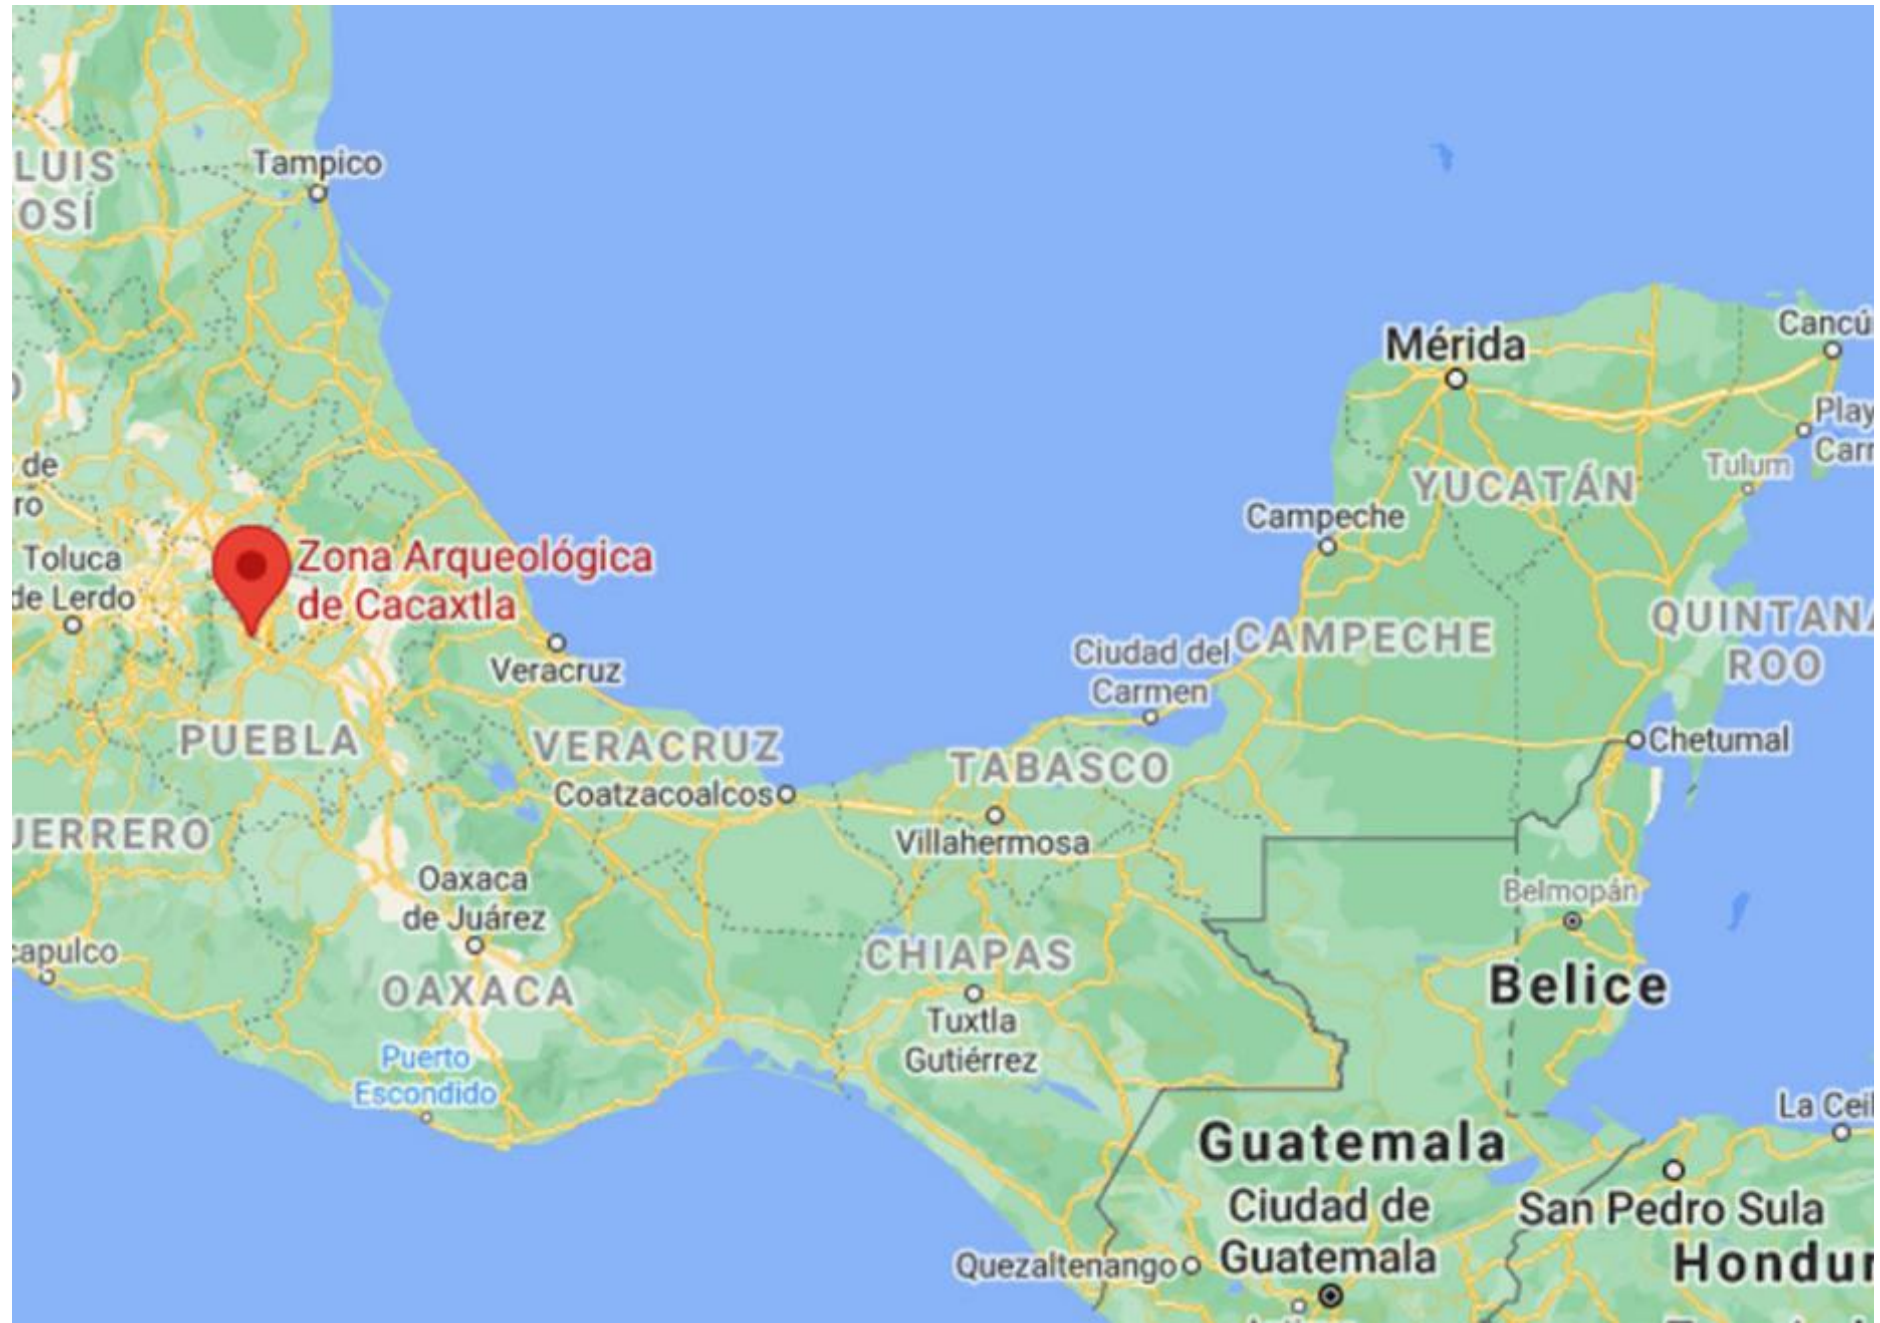 LUIS
OSÍ
Tampico
Mérida
Cancú
Play
Carr
de
ro
YUCATÁN
Tulum
Campeche
Toluca
de Lerdo
Zona Arqueológica
de Cacaxtla
Veracruz
Ciudad del
Carmen
CAMPECHE
QUINTANA
ROO
PUEBLA
VERACRUZ
Coatzacoalcos
TABASCO
Villahermosa
Chetumal
UERRERO
Oaxaca
de Juárez
OAXACA
capulco
CHIAPAS
Tuxtla
Gutiérrez
Belmopán
Belice
Puerto
Escondido
La Ceil
Guatemala
Ciudad de
Guatemala
San Pedro Sula
Hondur
Quezaltenango